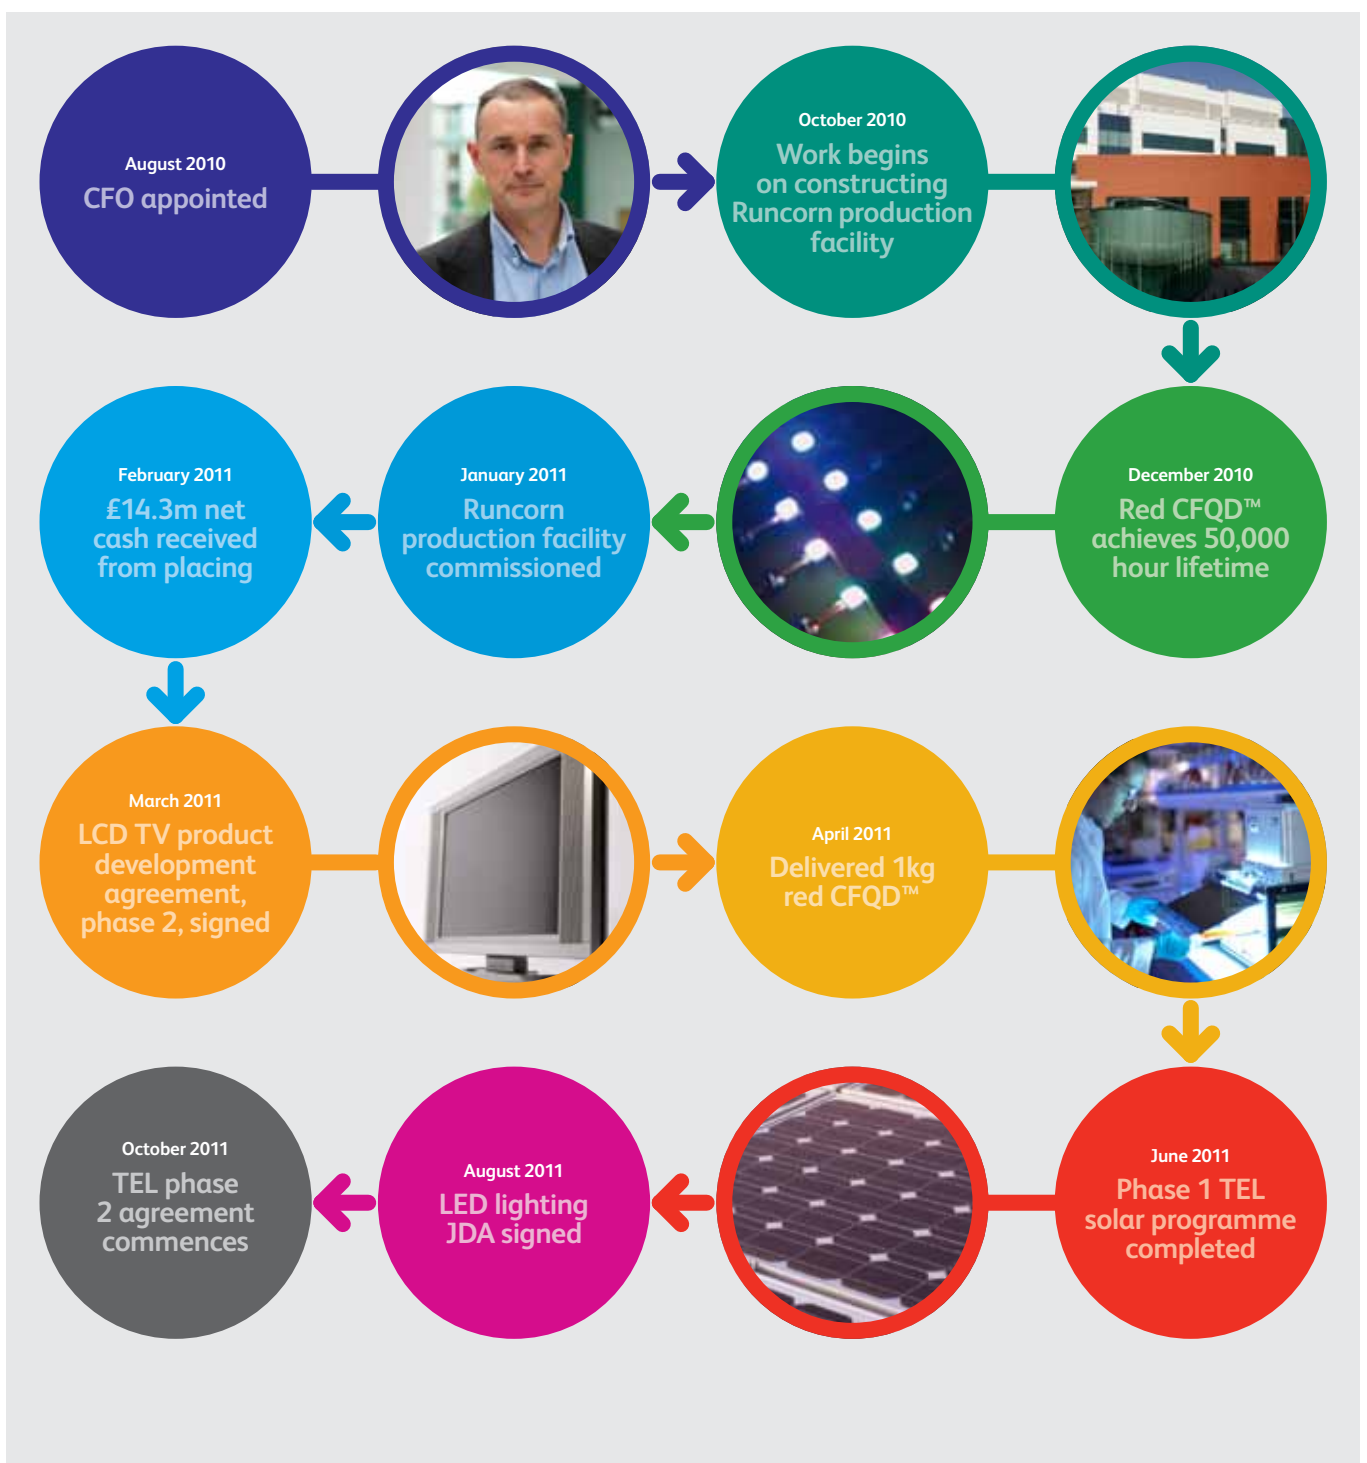 August 2010
CFO appointed
October 2010
Work begins
on constructing
Runcorn production
facility
December 2010
Red CFQD™
achieves 50,000
hour lifetime
January 2011
Runcorn
production facility
commissioned
February 2011
£14.3m net
cash received
from placing
March 2011
LCD TV product
development
agreement,
phase 2, signed
April 2011
Delivered 1kg
red CFQD™
June 2011
Phase 1 TEL
solar programme
completed
August 2011
LED lighting
JDA signed
October 2011
TEL phase
2 agreement
commences